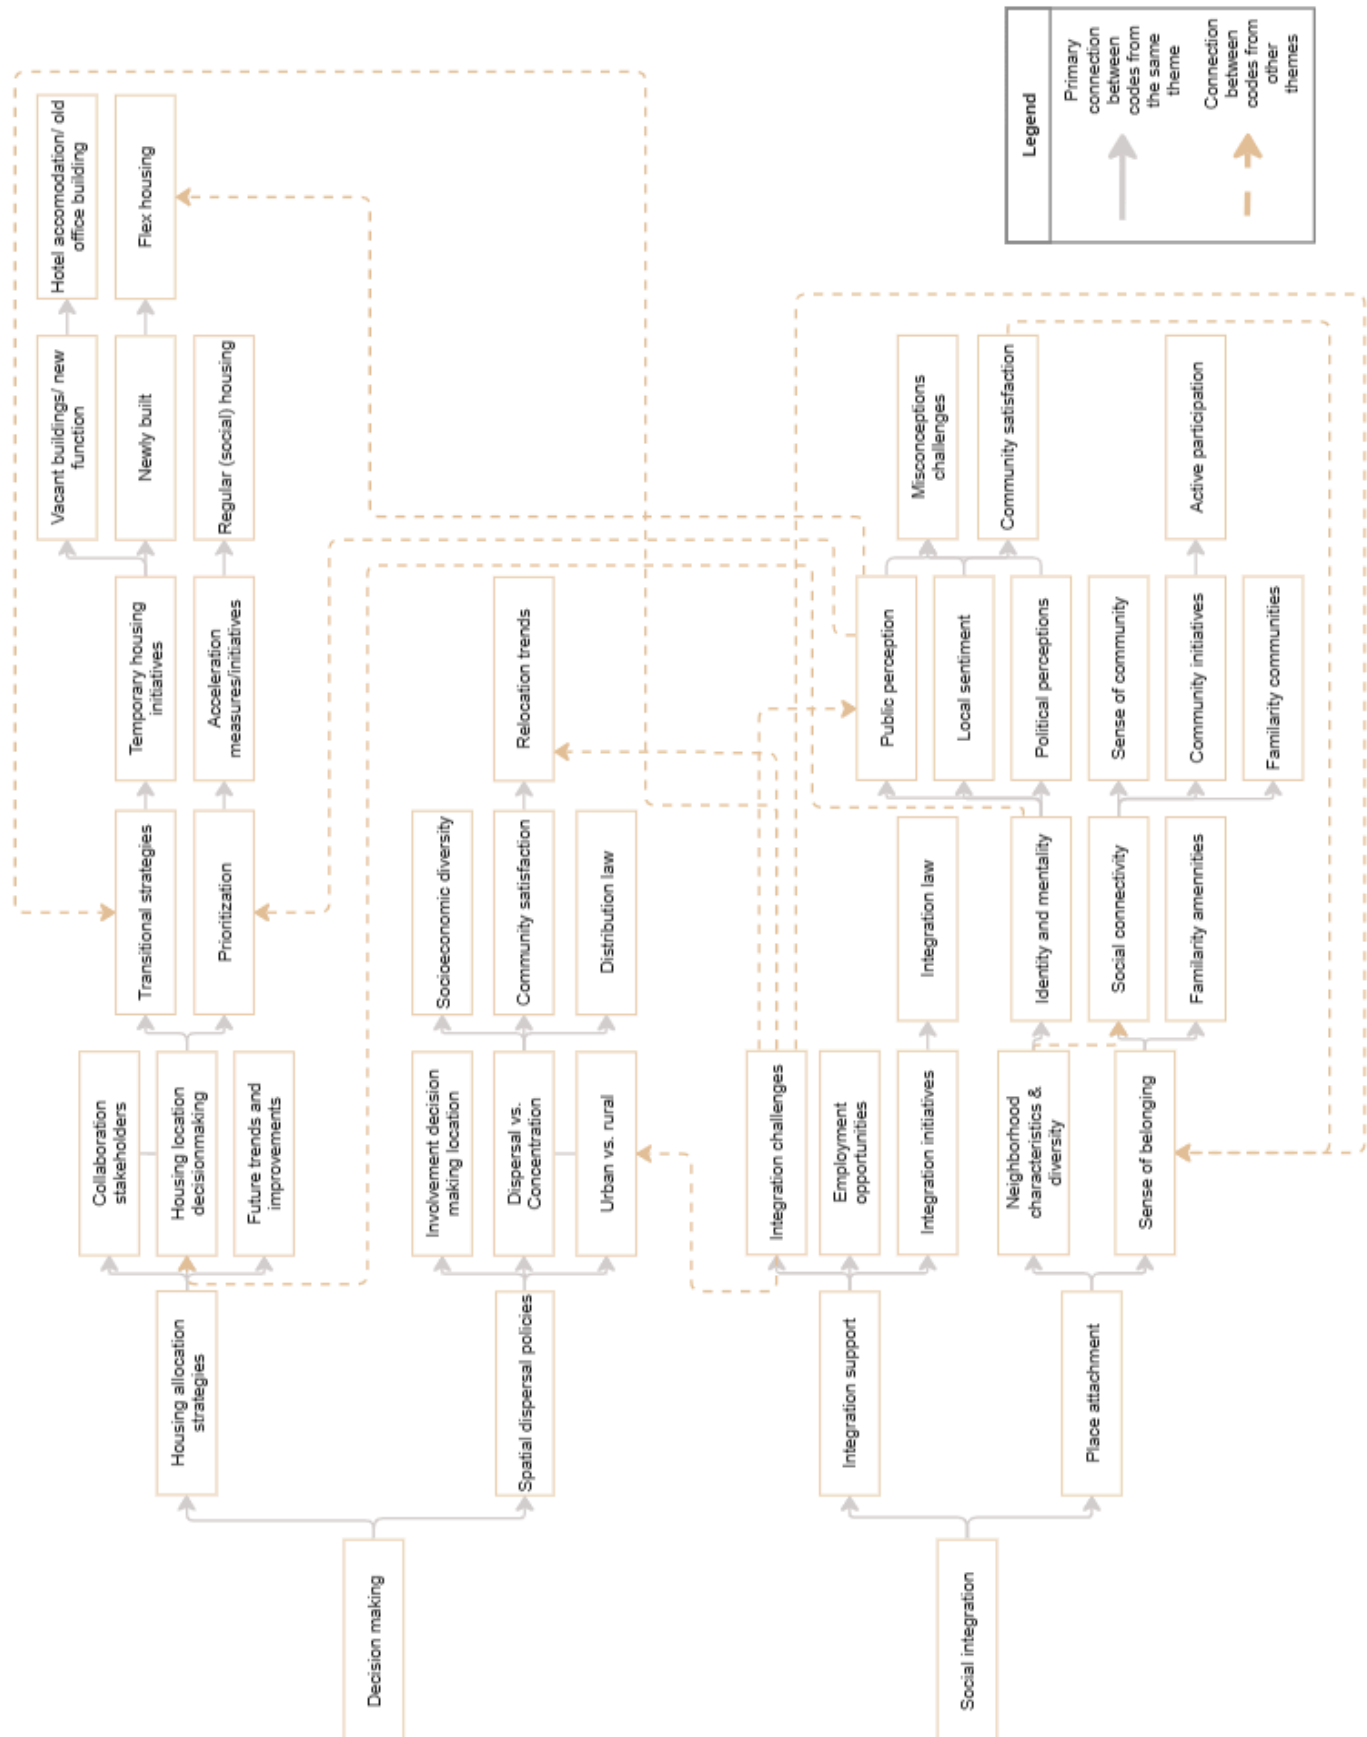 Decision making
Housing allocation
strategies
Collaboration
stakeholders
Housing location
decisionmaking
Future trends and
improvements
Transitional strategies
Prioritization
Temporary housing
initiatives
Acceleration
measures/initiatives
Vacant buildings/ new
function
Newly built
Regular (social) housing
Hotel accomodation/ old
office building
Flex housing
Spatial dispersal policies
Involvement decision
making location
Dispersal vs.
Concentration
Urban vs. rural
Socioeconomic diversity
Community satisfaction
Distribution law
Relocation trends
Social integration
Integration support
Integration challenges
Employment
opportunities
Integration initiatives
Integration law
Place attachment
Neighborhood
characteristics &
diversity
Sense of belonging
Identity and mentality
Social connectivity
Familarity amennities
Public perception
Local sentiment
Political perceptions
Sense of community
Community initiatives
Familarity communities
Misconceptions
challenges
Community satisfaction
Active participation
Legend
Primary
connection
between
codes from
the same
theme
Connection
between
codes from
other
themes